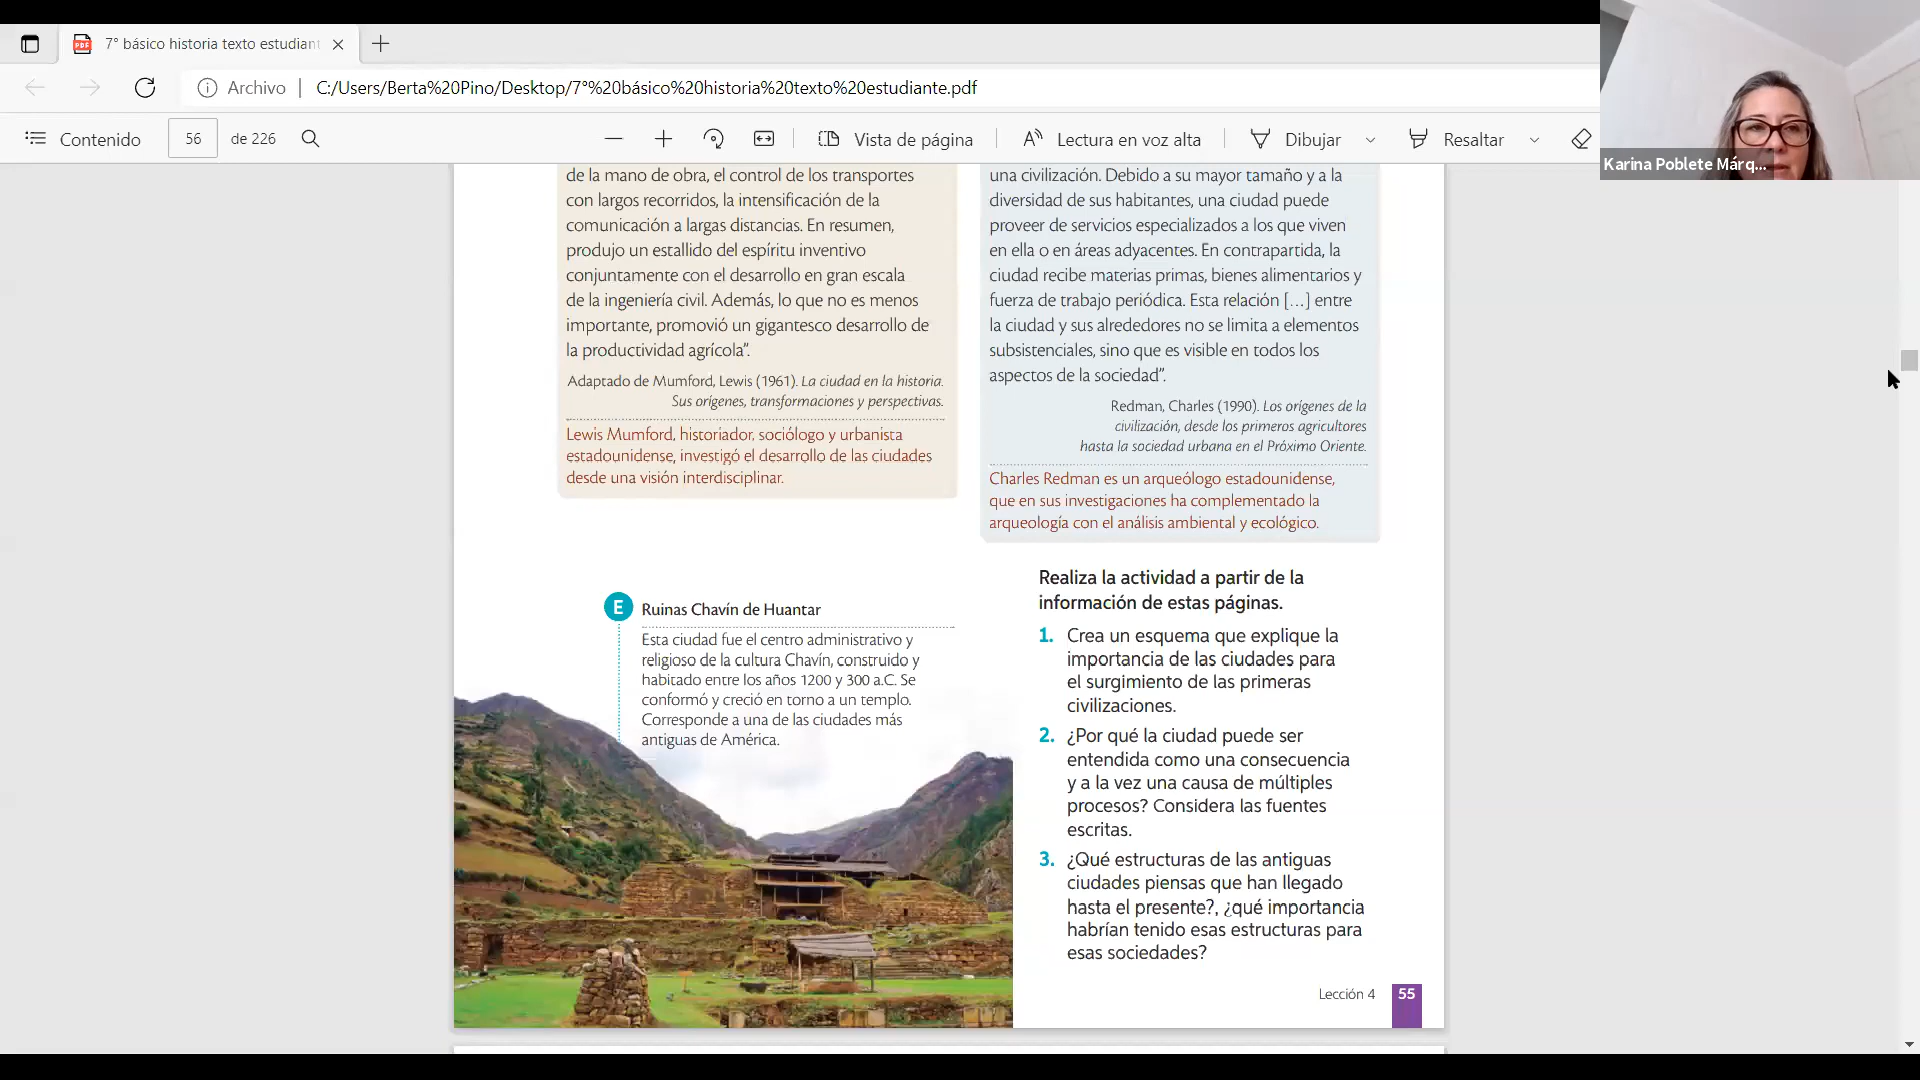 7° básico historia texto estudiant
Archivo
C:/Users/Berta%20Pino/Desktop/7°%20básico%20historia%20texto%20estudiante.pdf
Contenido
56
de 226
Vista de página
Lectura en voz alta
Dibujar
Resaltar
Karina Poblete Márq...
de la mano de obra, el control de los transportes
con largos recorridos, la intensificación de la
comunicación a largas distancias. En resumen,
produjo un estallido del espíritu inventivo
conjuntamente con el desarrollo en gran escala
de la ingeniería civil. Además, lo que no es menos
importante, promovió un gigantesco desarrollo de
la productividad agrícola”.
Adaptado de Mumford, Lewis (1961). La ciudad en la historia.
Sus orígenes, transformaciones y perspectivas.
Lewis Mumford, historiador, sociólogo y urbanista
estadounidense, investigó el desarrollo de las ciudades
desde una visión interdisciplinar.
una civilización. Debido a su mayor tamaño y a la
diversidad de sus habitantes, una ciudad puede
proveer de servicios especializados a los que viven
en ella o en áreas adyacentes. En contrapartida, la
ciudad recibe materias primas, bienes alimentarios y
fuerza de trabajo periódica. Esta relación […] entre
la ciudad y sus alrededores no se limita a elementos
subsistenciales, sino que es visible en todos los
aspectos de la sociedad”.
Redman, Charles (1990). Los orígenes de la
civilización, desde los primeros agricultores
hasta la sociedad urbana en el Próximo Oriente.
Charles Redman es un arqueólogo estadounidense,
que en sus investigaciones ha complementado la
arqueología con el análisis ambiental y ecológico.
E Ruinas Chavín de Huantar
Esta ciudad fue el centro administrativo y
religioso de la cultura Chavín, construido y
habitado entre los años 1200 y 300 a.C. Se
conformó y creció en torno a un templo.
Corresponde a una de las ciudades más
antiguas de América.
Realiza la actividad a partir de la
información de estas páginas.
1. Crea un esquema que explique la
importancia de las ciudades para
el surgimiento de las primeras
civilizaciones.
2. ¿Por qué la ciudad puede ser
entendida como una consecuencia
y a la vez una causa de múltiples
procesos? Considera las fuentes
escritas.
3. ¿Qué estructuras de las antiguas
ciudades piensas que han llegado
hasta el presente?, ¿qué importancia
habrían tenido esas estructuras para
esas sociedades?
Lección 4
55